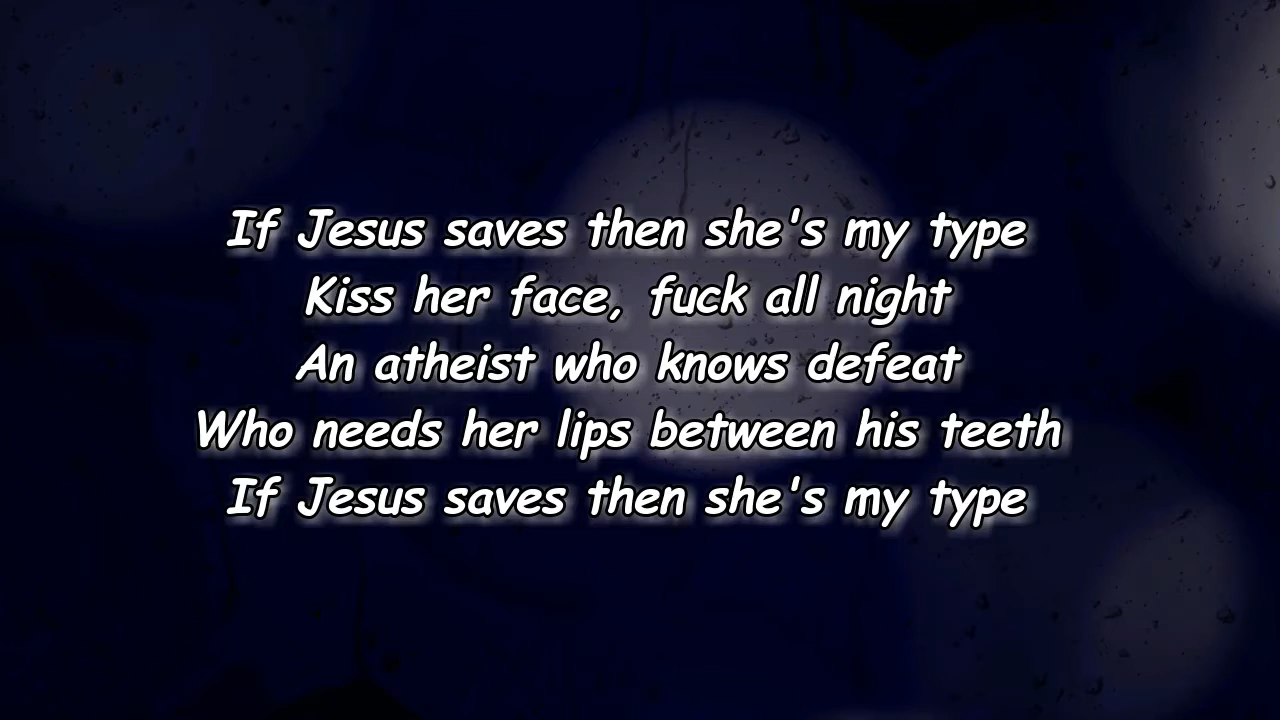 If Jesus saves then she's my type
Kiss her face, fuck all night
An atheist who knows defeat
Who needs her lips between his teeth
If Jesus saves then she's my type